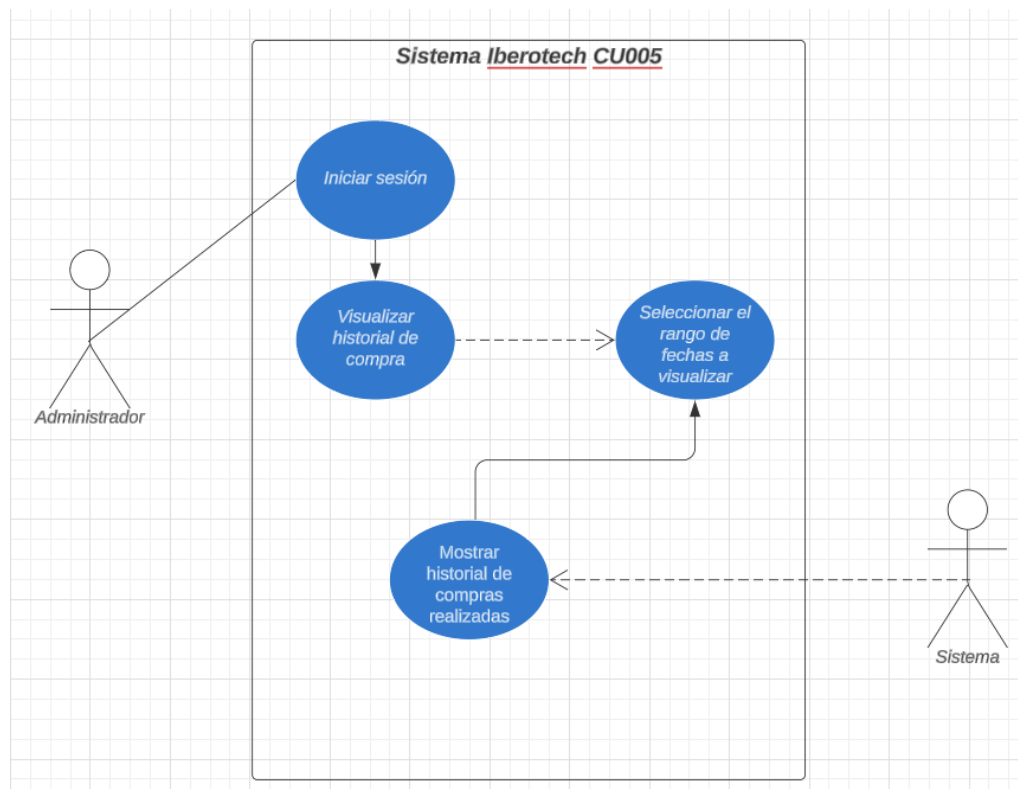 Sistema Iberotech CU005
Iniciar sesión
Visualizar
historial de
compra
Seleccionar el
rango de
fechas a
visualizar
Administrador
Mostrar
historial de
compras
realizadas
Sistema